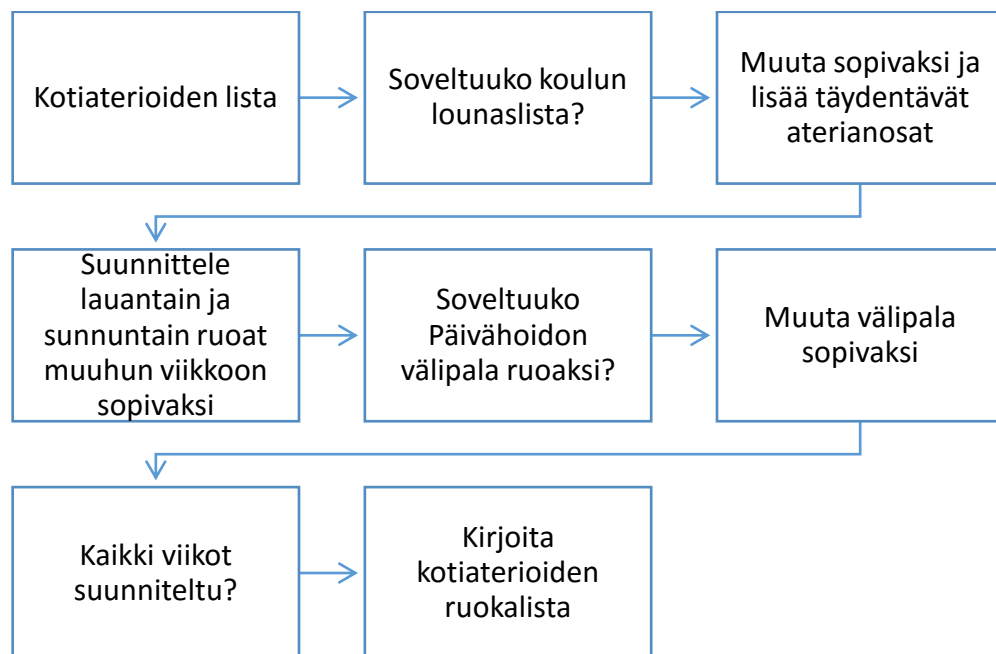 Kotiaterioiden lista
Soveltuuko koulun
lounaslista?
Muuta sopivaksi ja
lisää täydentävät
aterianosat
Suunnittele
lauantain ja
sunnuntain ruoat
muuhun viikkoon
sopivaksi
Soveltuuko
Päivähoidon
välipala ruoaksi?
Muuta välipala
sopivaksi
Kaikki viikot
suunniteltu?
Kirjoita
kotiaterioiden
ruokalista